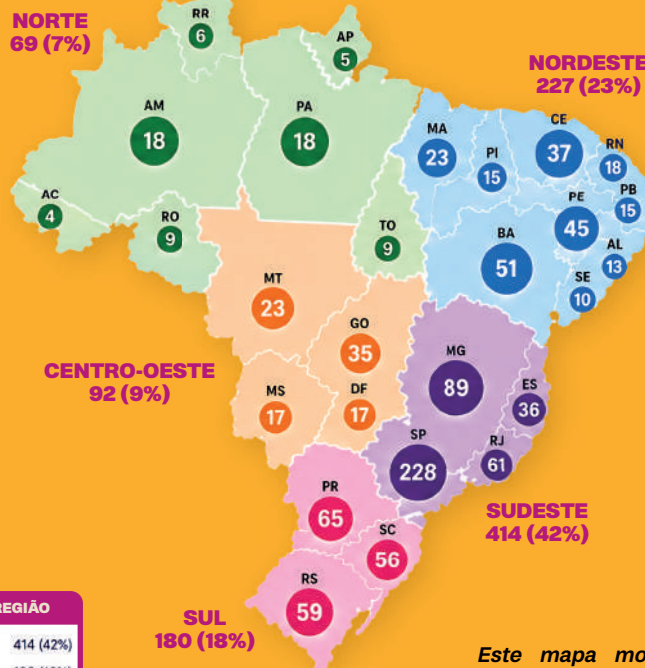 NORTE
69 (7%)
RR
6
AP
5
NORDESTE
227 (23%)
AM
18
PA
18
MA
23
PI
15
CE
37
RN
18
PB
15
PE
45
AL
13
SE
10
BA
51
AC
4
RO
9
TO
9
MT
23
GO
35
DF
17
MS
17
CENTRO-OESTE
92 (9%)
MG
89
ES
36
SP
228
RJ
61
SUDESTE
414 (42%)
PR
65
SC
56
RS
59
SUL
180 (18%)
REGIÃO
414 (42%)
Este mapa mo